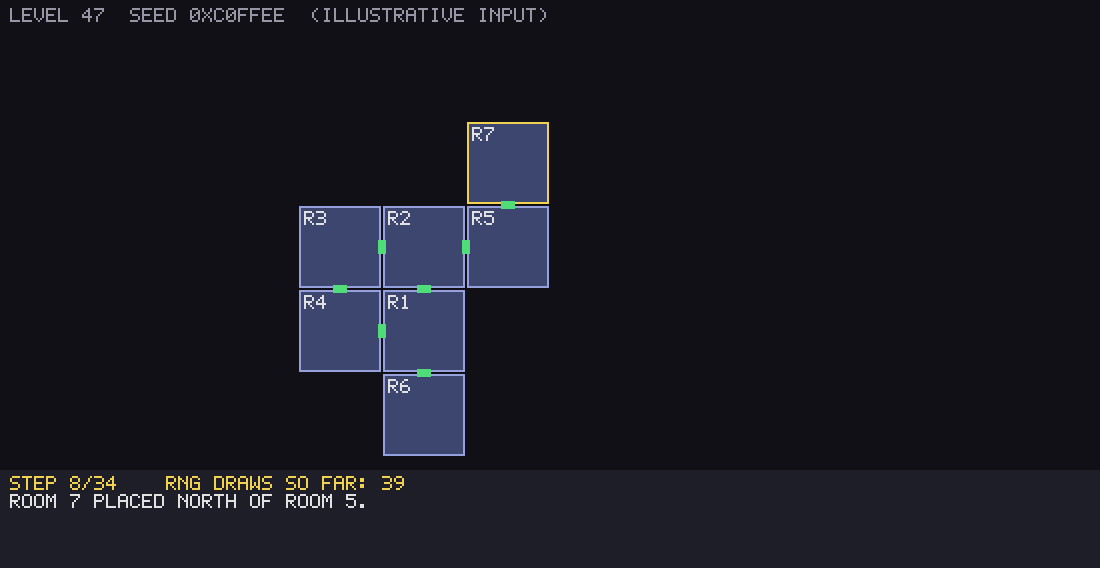 LEVEL 47  SEED 0XC0FFEE  (ILLUSTRATIVE INPUT)
R7
R3 R2 R5
R4 R1
R6
STEP 8/34    RNG DRAWS SO FAR: 39
ROOM 7 PLACED NORTH OF ROOM 5.